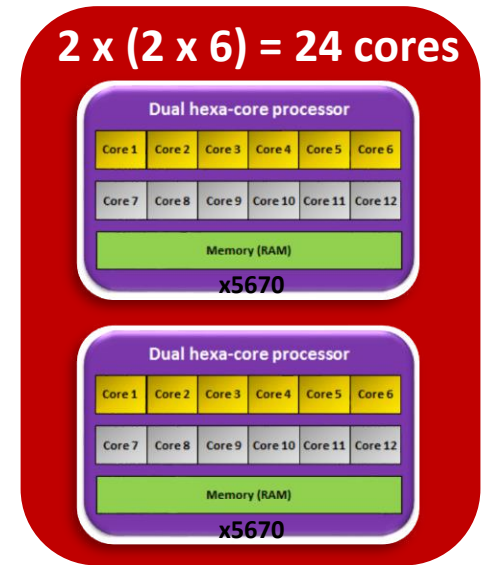 2 x (2 x 6) = 24 cores
Dual hexa-core processor
Core 1 Core 2 Core 3 Core 4 Core 5 Core 6
Core 7 Core 8 Core 9 Core 10 Core 11 Core 12
Memory (RAM)
x5670
Dual hexa-core processor
Core 1 Core 2 Core 3 Core 4 Core 5 Core 6
Core 7 Core 8 Core 9 Core 10 Core 11 Core 12
Memory (RAM)
x5670